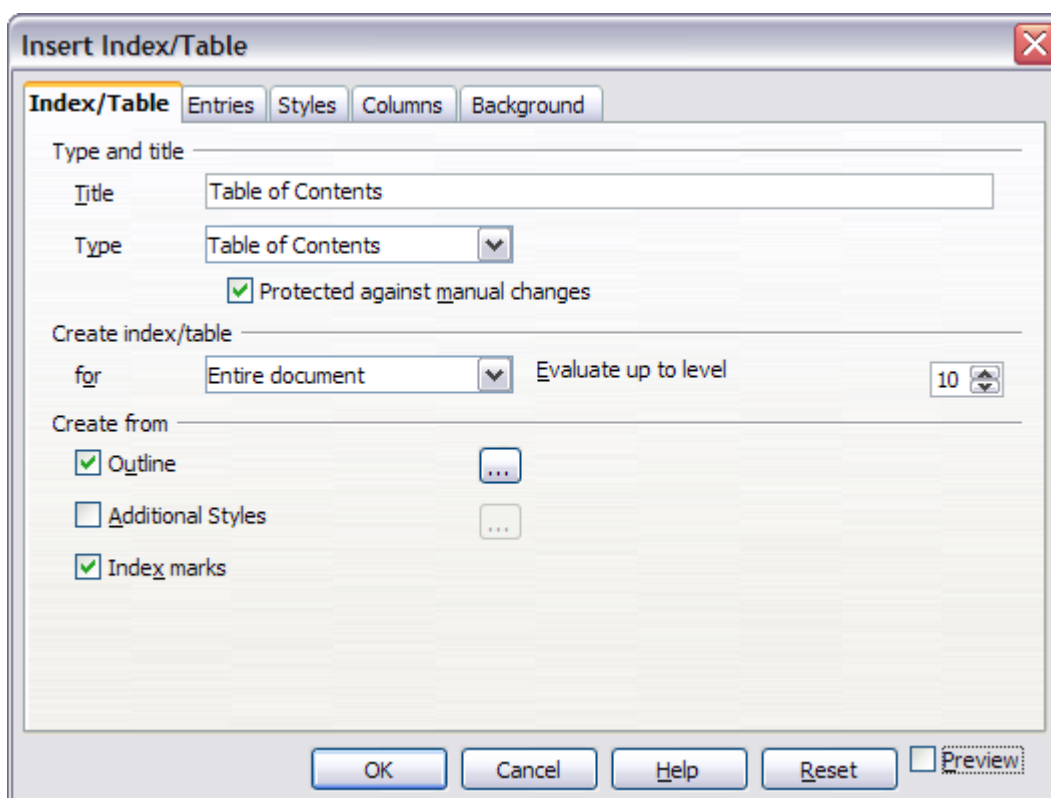 Insert Index/Table
Index/Table Entries Styles Columns Background
Type and title
Title Table of Contents
Type Table of Contents
Protected against manual changes
Create index/table
for Entire document Evaluate up to level 10
Create from
Outline ...
Additional Styles ...
Index marks
OK Cancel Help Reset Preview